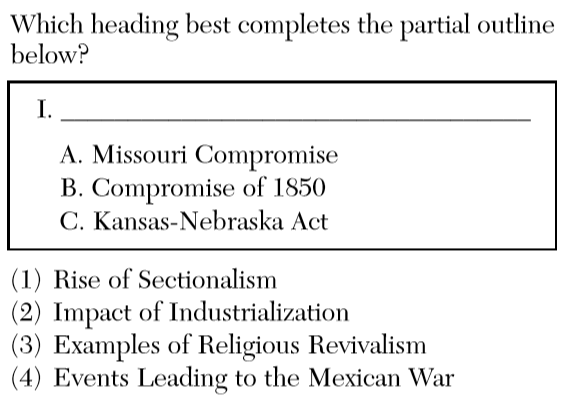 Which heading best completes the partial outline
below?
I. ____________________
A. Missouri Compromise
B. Compromise of 1850
C. Kansas-Nebraska Act
(1) Rise of Sectionalism
(2) Impact of Industrialization
(3) Examples of Religious Revivalism
(4) Events Leading to the Mexican War